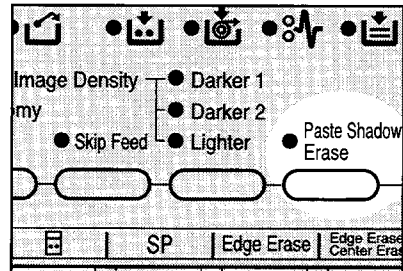 Image Density Darker 1
my Darker 2
Skip Feed Lighter Paste Shadow
Erase
SP Edge Erase Edge Erase
Center Eras